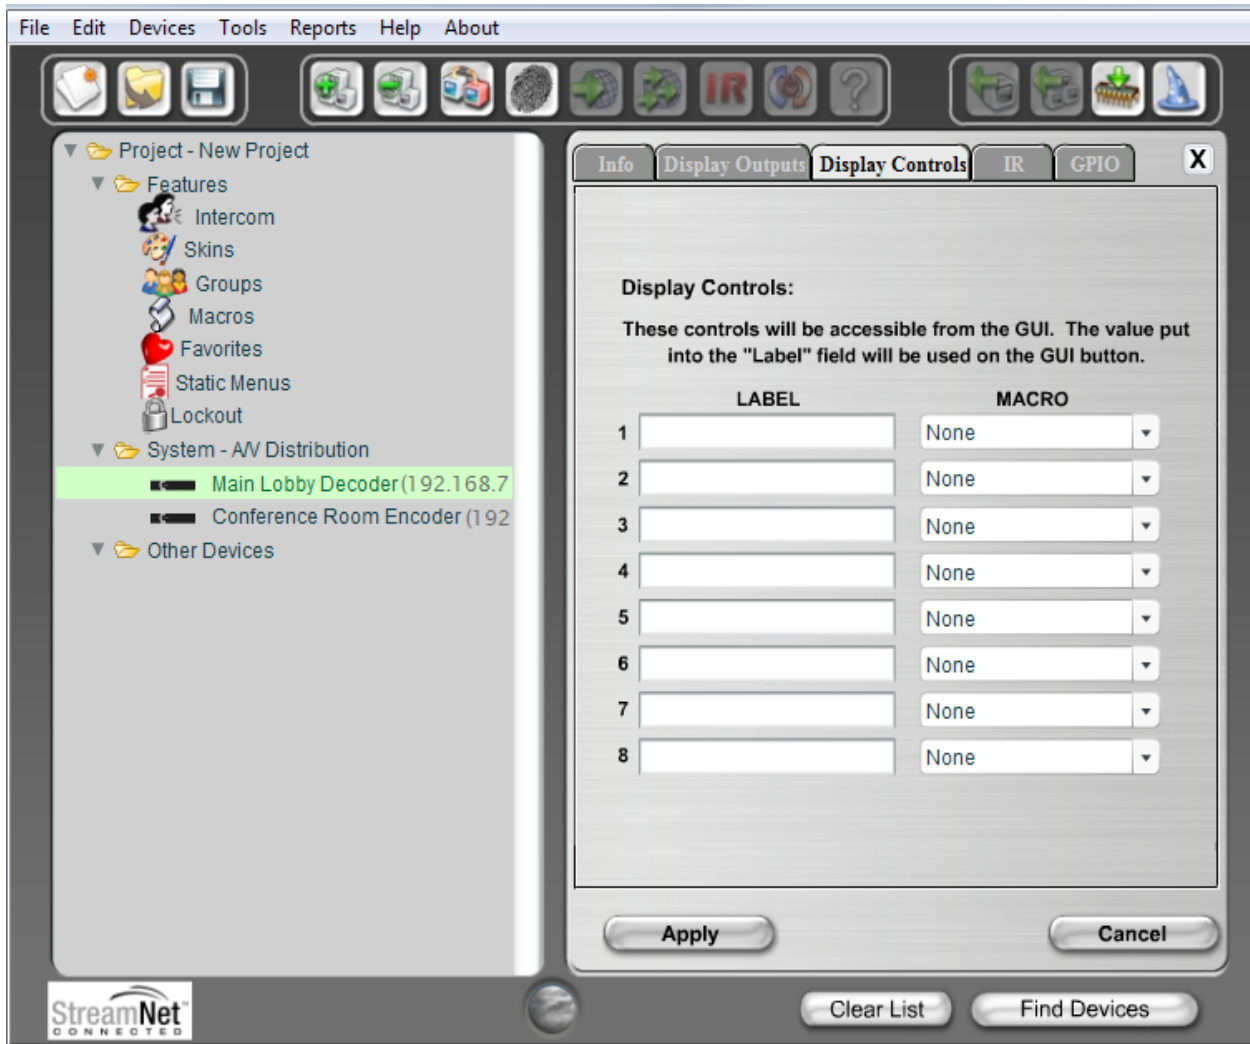 File Edit Devices Tools Reports Help About
IR ?
Project - New Project
Features
Intercom
Skins
Groups
Macros
Favorites
Static Menus
Lockout
System - A/V Distribution
Main Lobby Decoder (192.168.7
Conference Room Encoder (192
Other Devices
Info Display Outputs Display Controls IR GPIO X
Display Controls:
These controls will be accessible from the GUI. The value put
into the "Label" field will be used on the GUI button.
LABEL MACRO
1 None
2 None
3 None
4 None
5 None
6 None
7 None
8 None
Apply Cancel
StreamNet™
CONNECTED
Clear List Find Devices